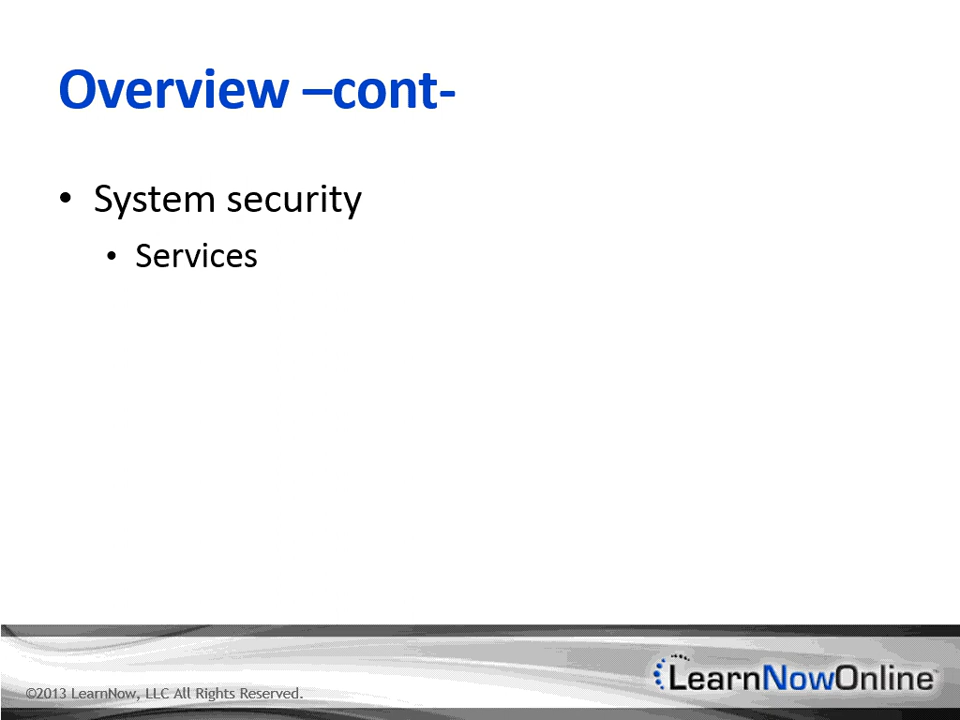 Overview –cont-
• System security
• Services
©2013 LearnNow, LLC All Rights Reserved.
LearnNowOnline